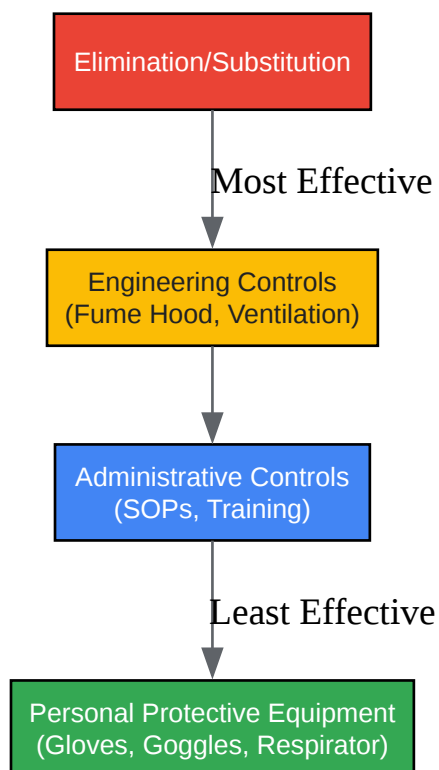 Elimination/Substitution
Most Effective
Engineering Controls
(Fume Hood, Ventilation)
Administrative Controls
(SOPs, Training)
Least Effective
Personal Protective Equipment
(Gloves, Goggles, Respirator)